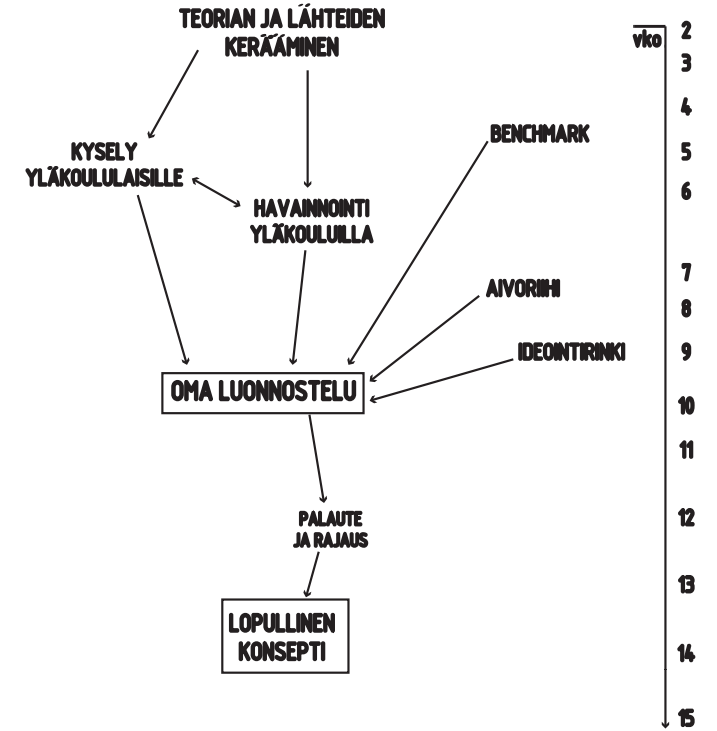 TEORIAN JA LÄHTEIDEN
KERÄÄMINEN
vko
2
3
4
BENCHMARK
KYSELY
YLÄKOULULAISILLE
5
6
HAVAINNOINTI
YLÄKOULUILLA
7
AIVORIIHI
8
IDEOINTIRINKI
9
OMA LUONNOSTELU
10
11
PALAUTE
JA RAJAUS
12
13
LOPULLINEN
KONSEPTI
14
15